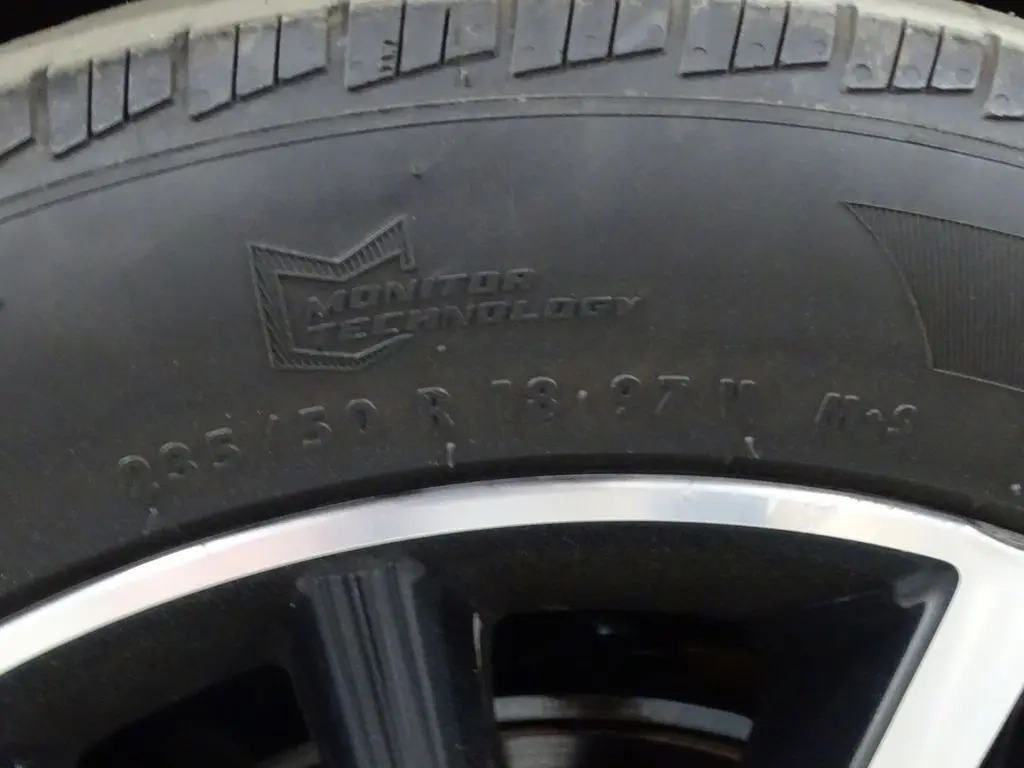 MONITOR
TECHNOLOGY
235/50 R 18 97 V M+S